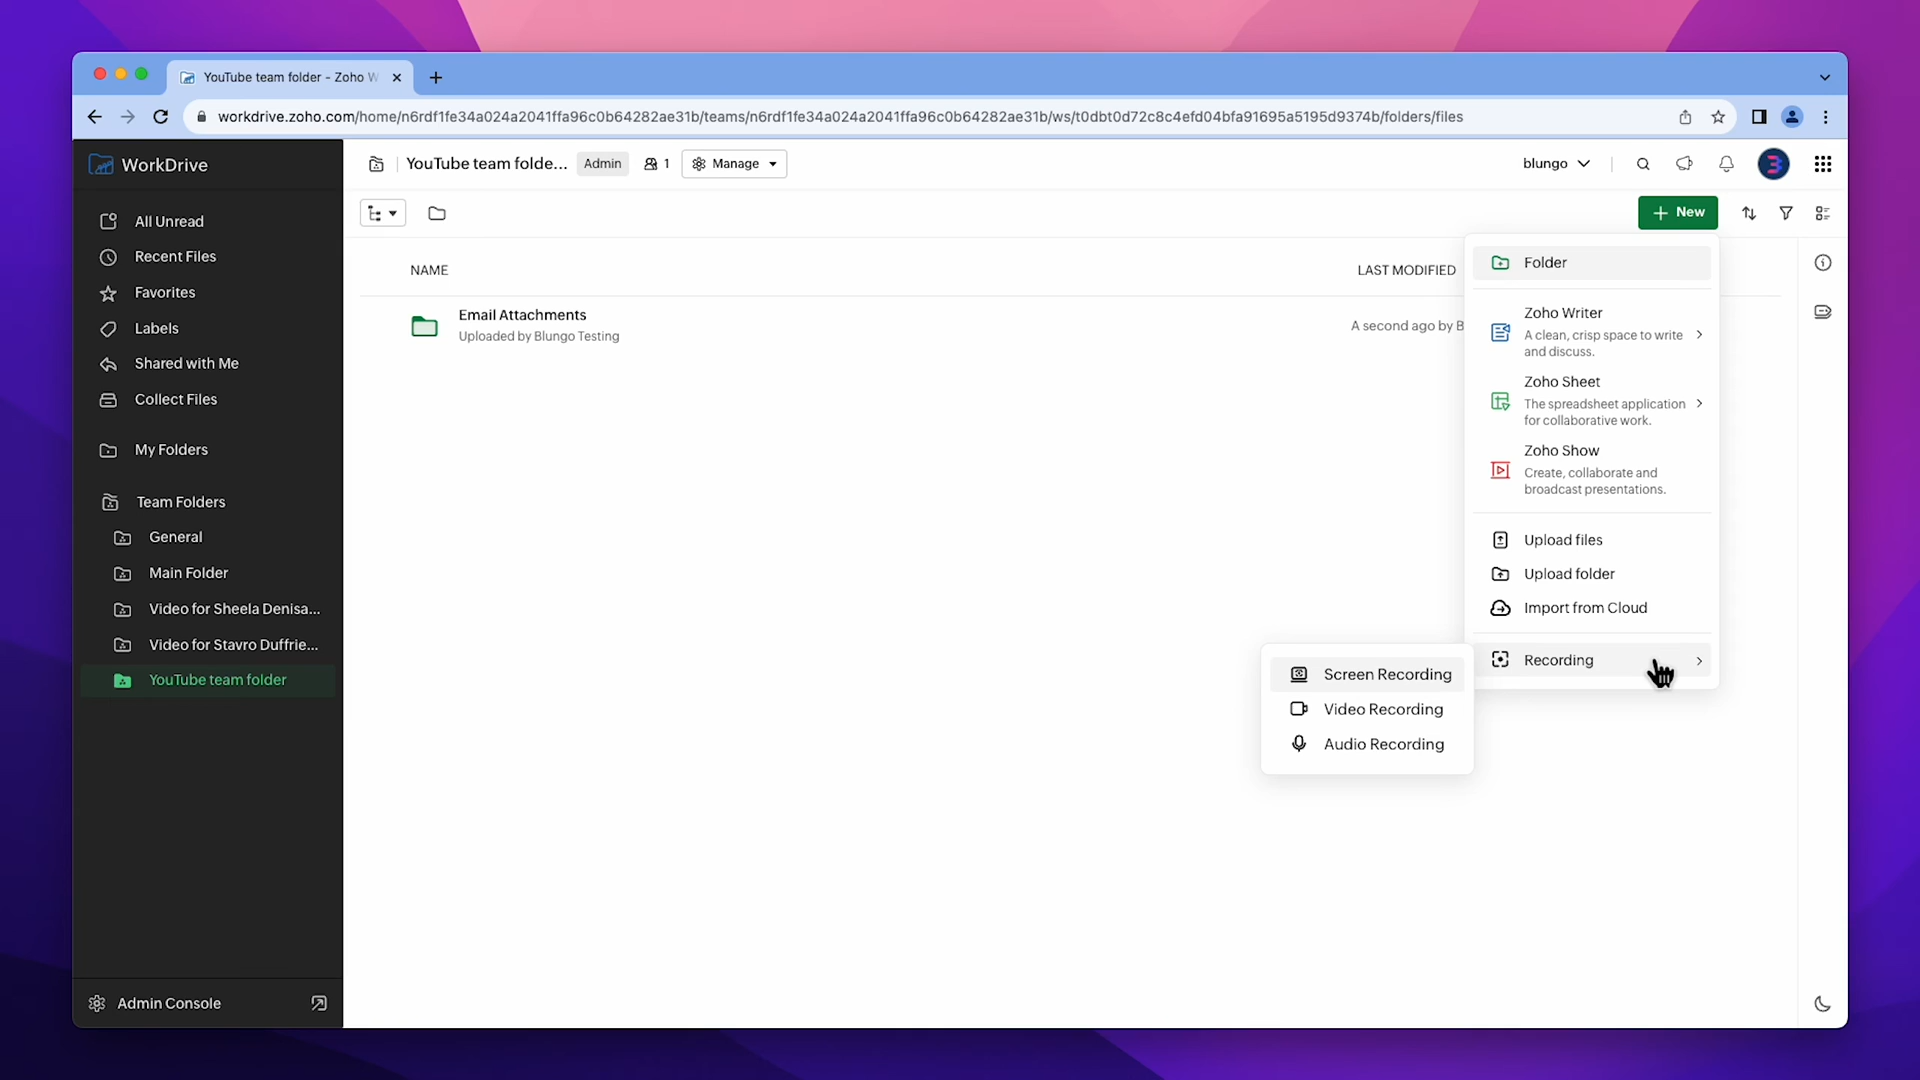 YouTube team folder - Zoho W
workdrive.zoho.com/home/n6rdf1fe34a024a2041ffa96c0b64282ae31b/teams/n6rdf1fe34a024a2041ffa96c0b64282ae31b/ws/t0dbt0d72c8c4efd04bfa91695a5195d9374b/folders/files
WorkDrive
YouTube team folde...
Admin
1
Manage
blungo
All Unread
Recent Files
Favorites
Labels
Shared with Me
Collect Files
My Folders
Team Folders
General
Main Folder
Video for Sheela Denisa...
Video for Stavro Duffrie...
YouTube team folder
Admin Console
New
NAME
LAST MODIFIED
Email Attachments
Uploaded by Blungo Testing
A second ago by B
Folder
Zoho Writer
A clean, crisp space to write
and discuss.
Zoho Sheet
The spreadsheet application
for collaborative work.
Zoho Show
Create, collaborate and
broadcast presentations.
Upload files
Upload folder
Import from Cloud
Recording
Screen Recording
Video Recording
Audio Recording